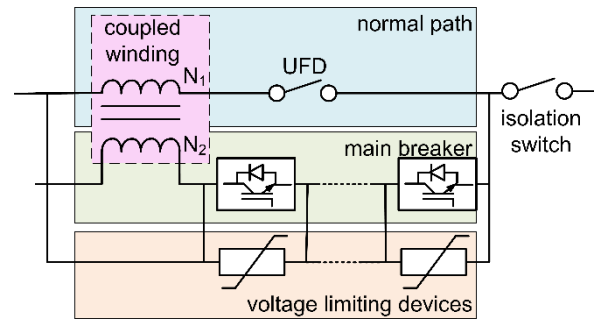 normal path
coupled
winding
N1
UFD
isolation
switch
N2
main breaker
voltage limiting devices